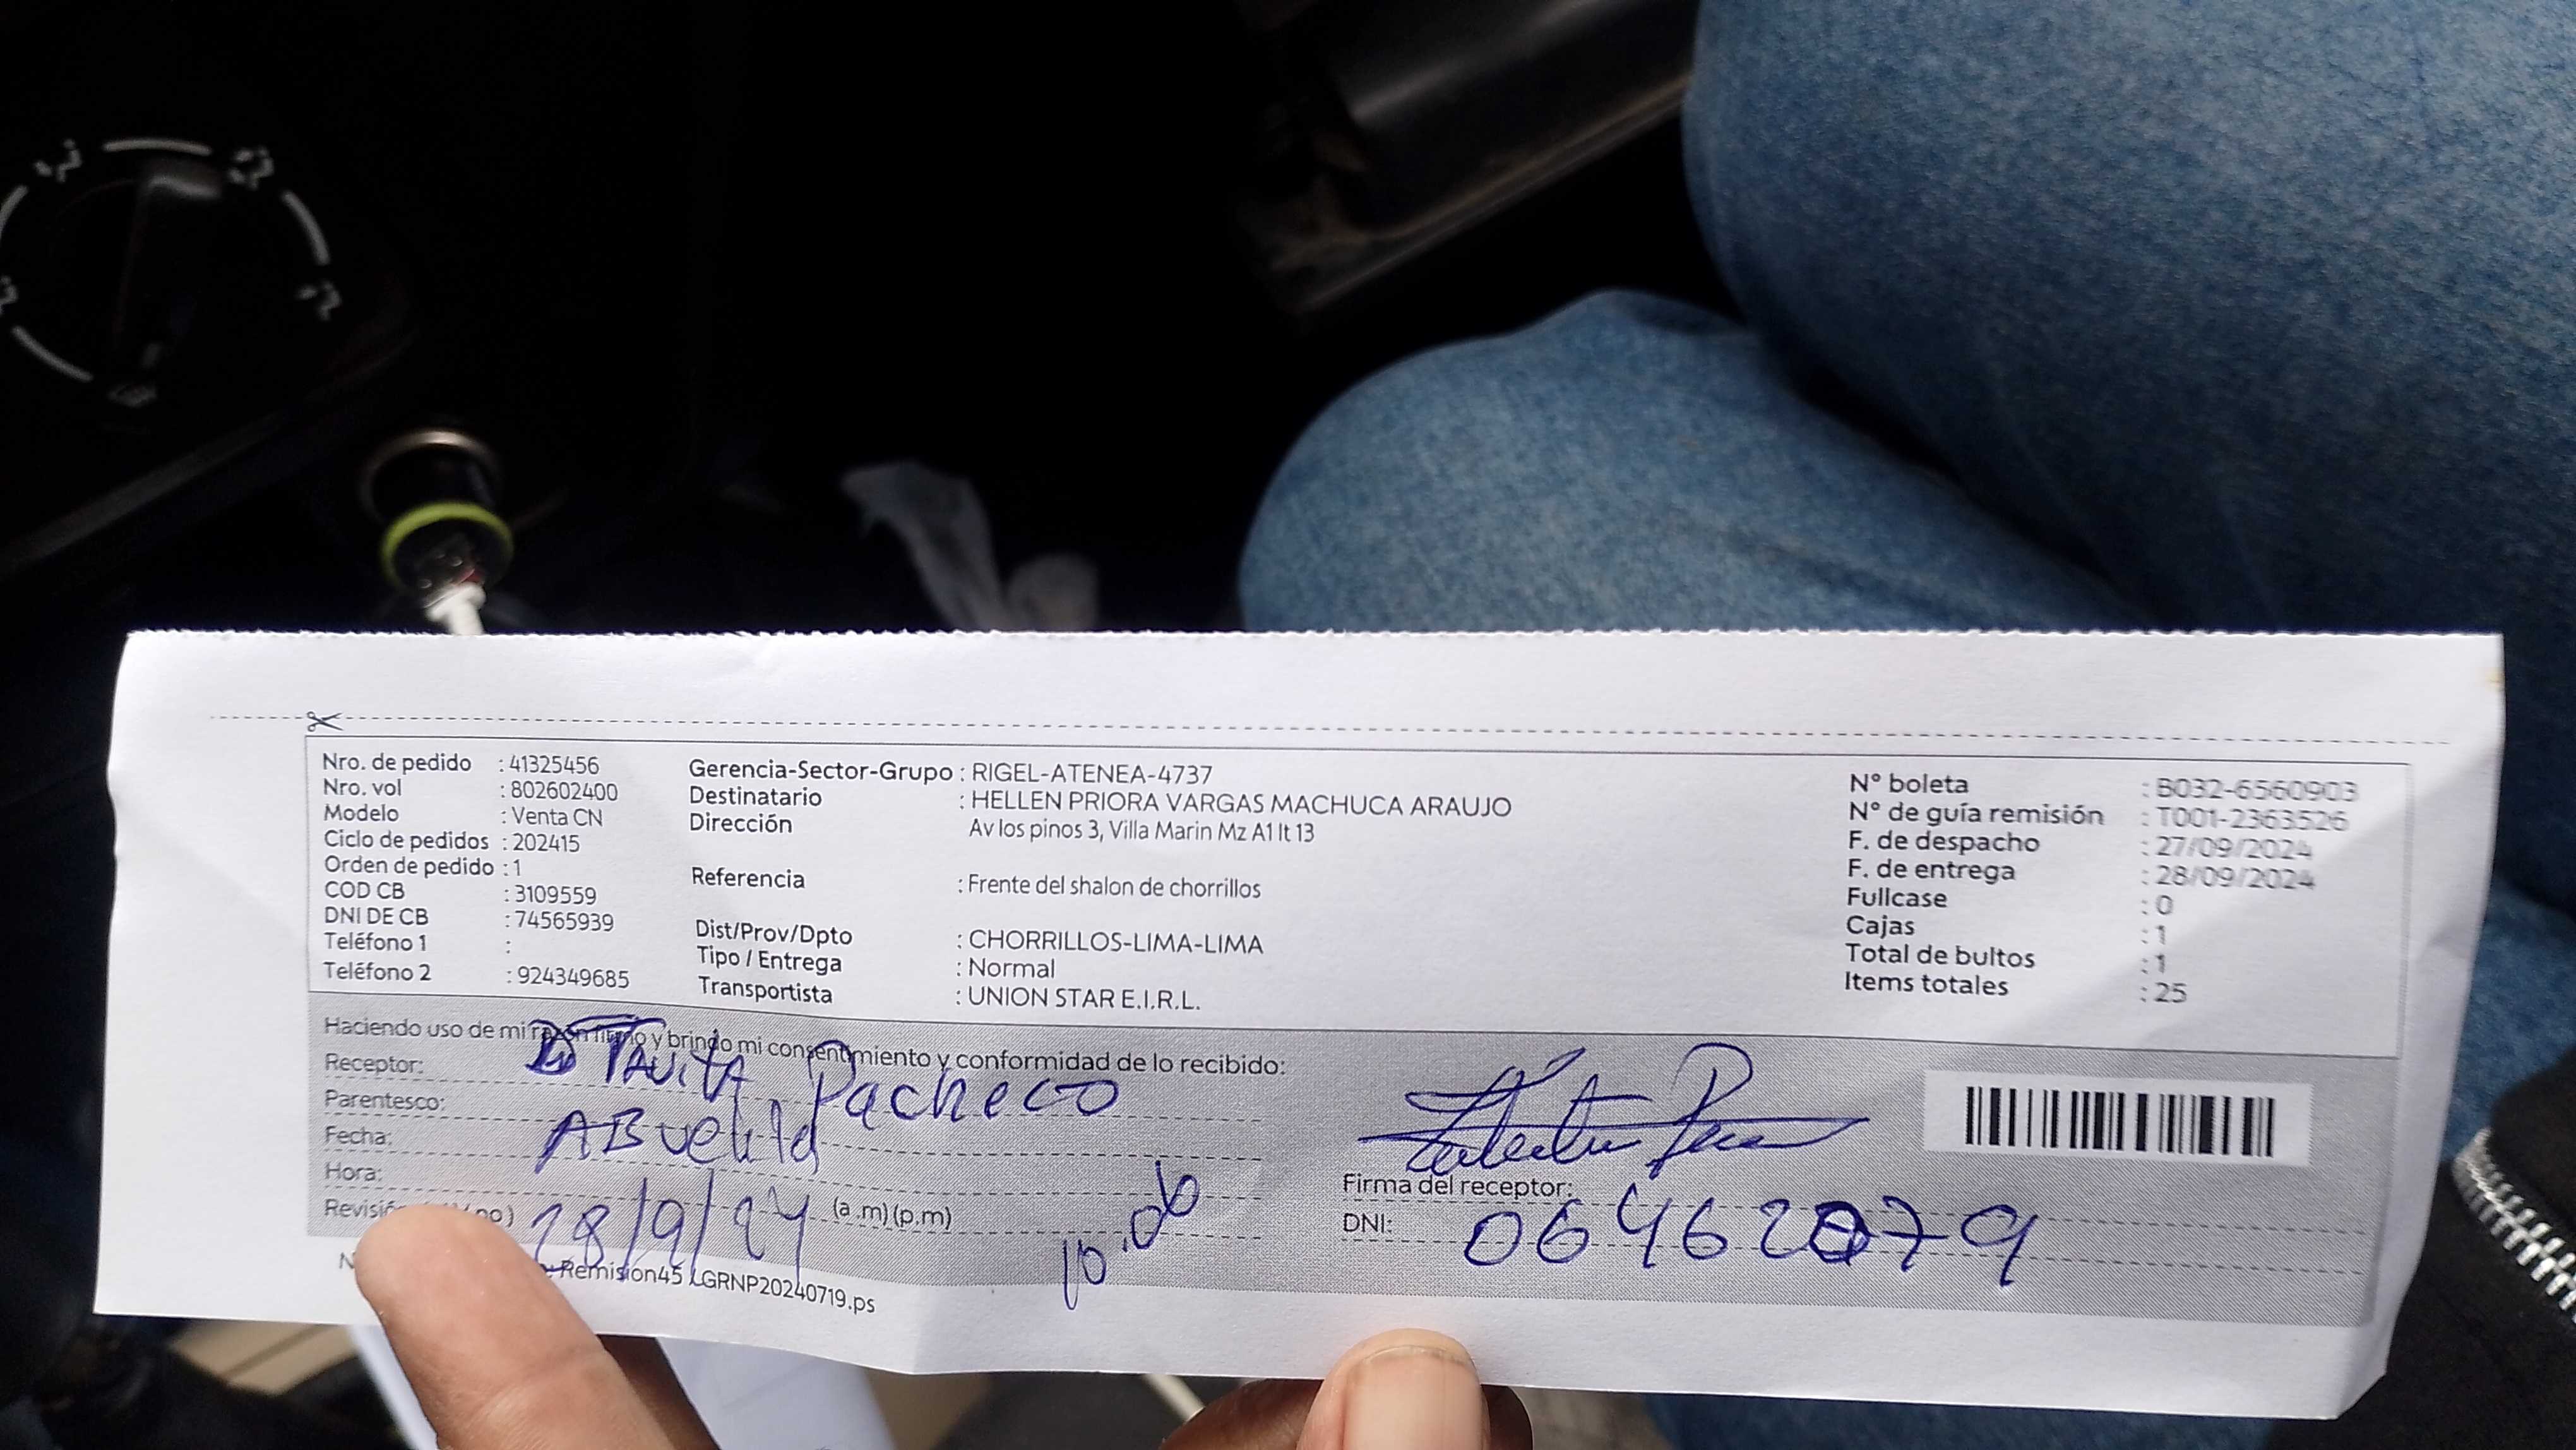 Nro. de pedido : 41325456
Nro. vol : 802602400
Modelo : Venta CN
Ciclo de pedidos : 202415
Orden de pedido : 1
COD CB : 3109559
DNI DE CB : 74565939
Teléfono 1 :
Teléfono 2 : 924349685
Gerencia-Sector-Grupo : RIGEL-ATENEA-4737
Destinatario : HELLEN PRIORA VARGAS MACHUCA ARAUJO
Dirección Av los pinos 3, Villa Marin Mz A1 lt 13
Referencia : Frente del shalon de chorrillos
Dist/Prov/Dpto : CHORRILLOS-LIMA-LIMA
Tipo / Entrega : Normal
Transportista : UNION STAR E.I.R.L.
N° boleta : B032-6560903
N° de guía remisión : T001-2363526
F. de despacho : 27/09/2024
F. de entrega : 28/09/2024
Fullcase : 0
Cajas : 1
Total de bultos : 1
Items totales : 25
Haciendo uso de mi razón firmo y brindo mi consentimiento y conformidad de lo recibido:
Receptor: Pacheco
Parentesco: ABuelita
Fecha:
Hora: (a.m) (p.m)
28/9/24
Firma del receptor:
DNI:
Remision45 LGRNP20240719.ps